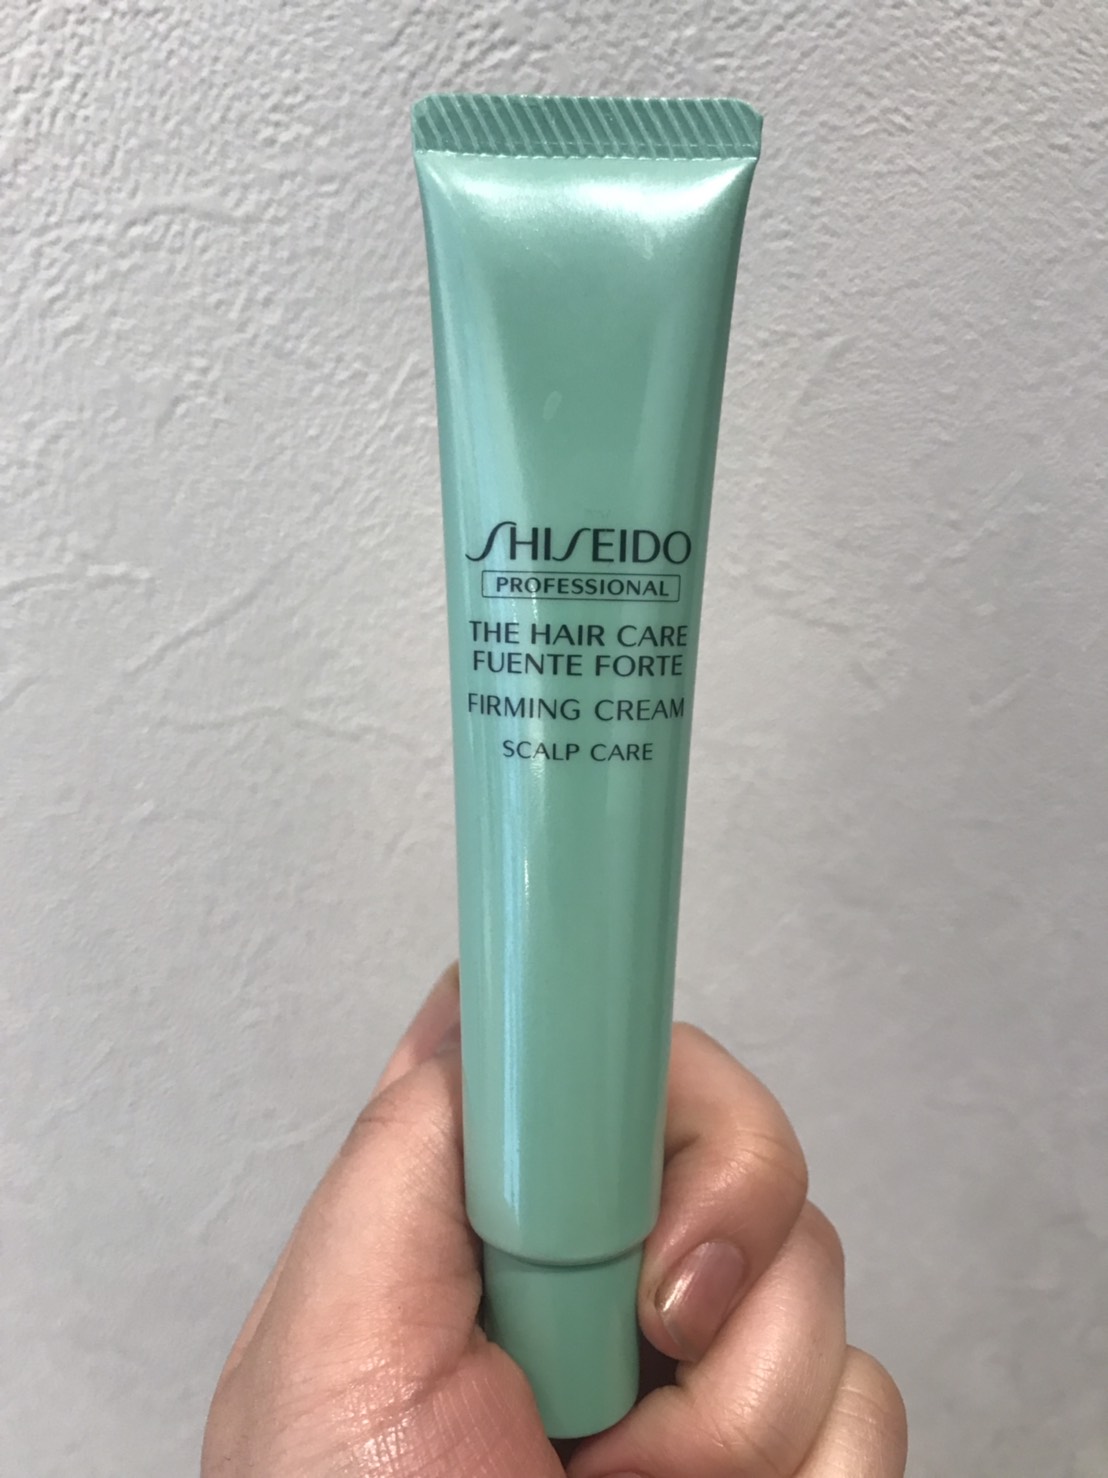 SHISEIDO
PROFESSIONAL
THE HAIR CARE
FUENTE FORTE
FIRMING CREAM
SCALP CARE